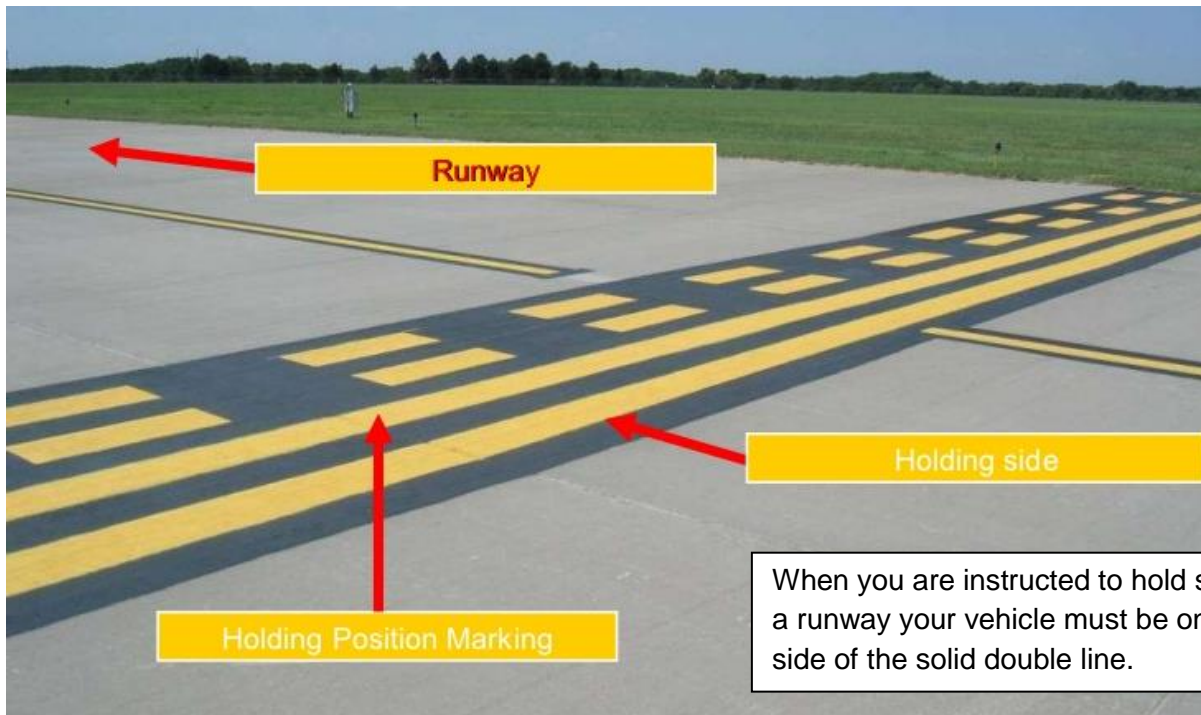 Runway
Holding side
Holding Position Marking
When you are instructed to hold
a runway your vehicle must be
side of the solid double line.